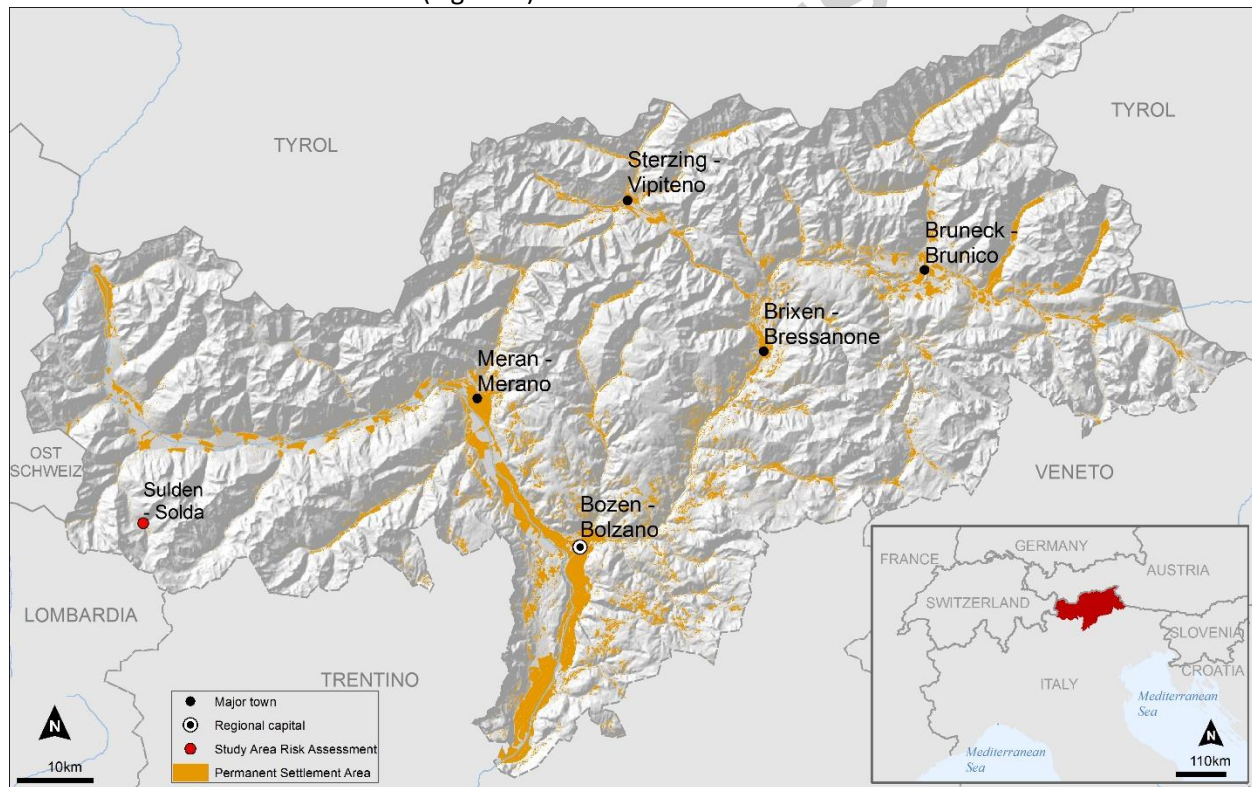 TYROL
TYROL
Sterzing -
Vipiteno
Bruneck -
Brunico
Brixen -
Bressanone
Meran -
Merano
OST
SCHWEIZ
Sulden
- Solda
Bozen -
Bolzano
VENETO
LOMBARDIA
TRENTINO
N
10km
Major town
Regional capital
Study Area Risk Assessment
Permanent Settlement Area
FRANCE
GERMANY
AUSTRIA
SWITZERLAND
SLOVENIA
CROATIA
ITALY
Mediterranean
Sea
Mediterranean
Sea
N
110km